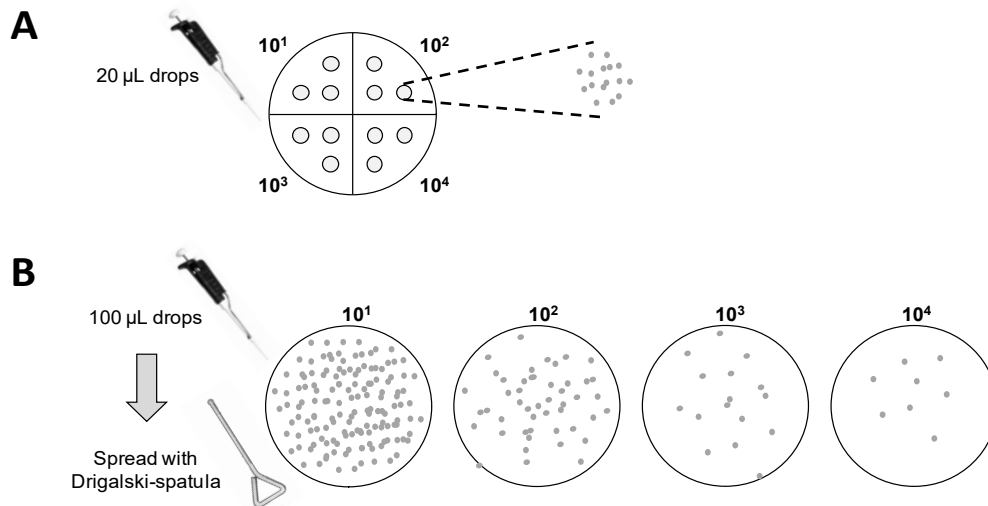 A
20 µL drops
10¹
10²
10³
10⁴
B
100 µL drops
10¹
10²
10³
10⁴
Spread with
Drigalski-spatula